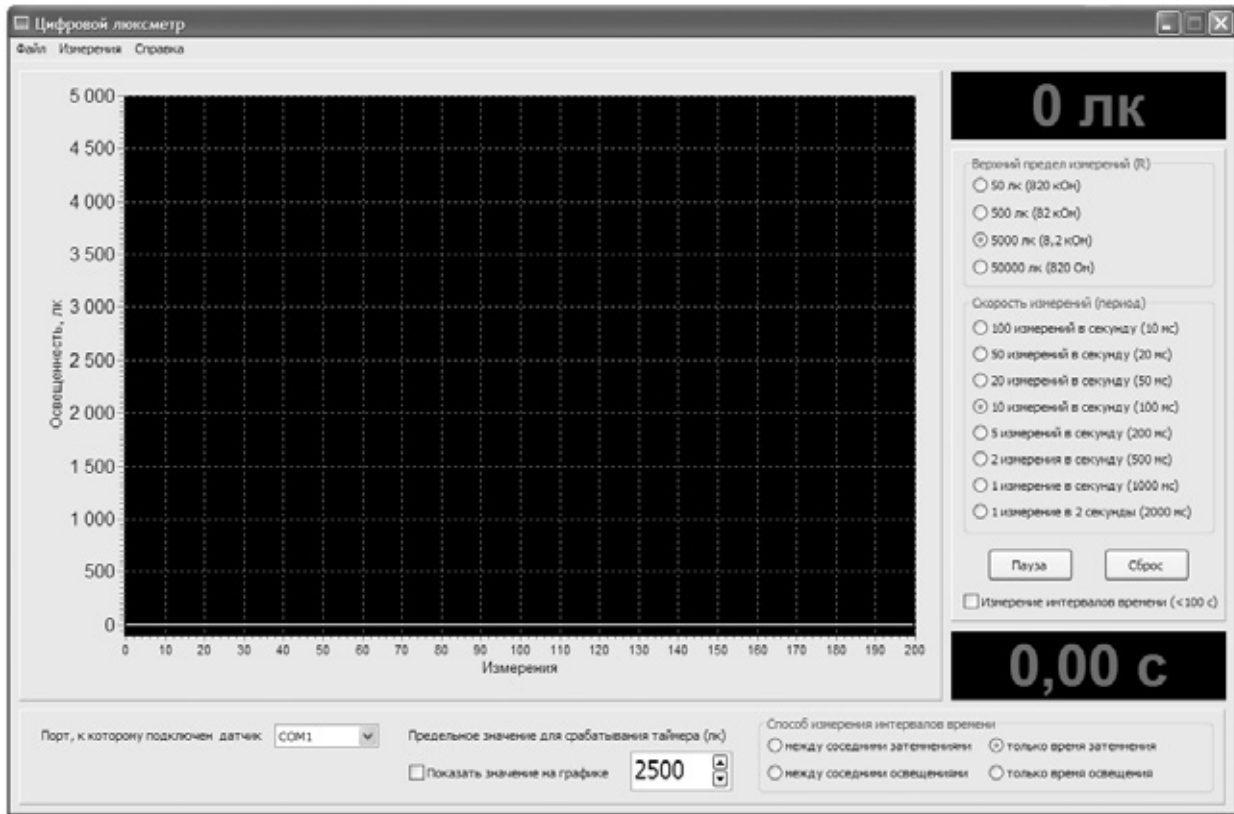 Цифровой люксметр
Файл Измерения Справка
5 000
4 500
4 000
3 500
3 000
2 500
2 000
1 500
1 000
500
0
Освещенность, лк
0 10 20 30 40 50 60 70 80 90 100 110 120 130 140 150 160 170 180 190 200
Измерения
0 лк
Верхний предел измерений (R)
50 лк (820 кОм)
500 лк (82 кОм)
5000 лк (8,2 кОм)
50000 лк (820 Ом)
Скорость измерений (период)
100 измерений в секунду (10 мс)
50 измерений в секунду (20 мс)
20 измерений в секунду (50 мс)
10 измерений в секунду (100 мс)
5 измерений в секунду (200 мс)
2 измерения в секунду (500 мс)
1 измерение в секунду (1000 мс)
1 измерение в 2 секунды (2000 мс)
Пауза Сброс
Измерение интервалов времени (<100 с)
0,00 с
Порт, к которому подключен датчик COM1
Предельное значение для срабатывания таймера (лк)
Показать значение на графике 2500
Способ измерения интервалов времени
между соседними затемнениями только время затемнения
между соседними освещениями только время освещения